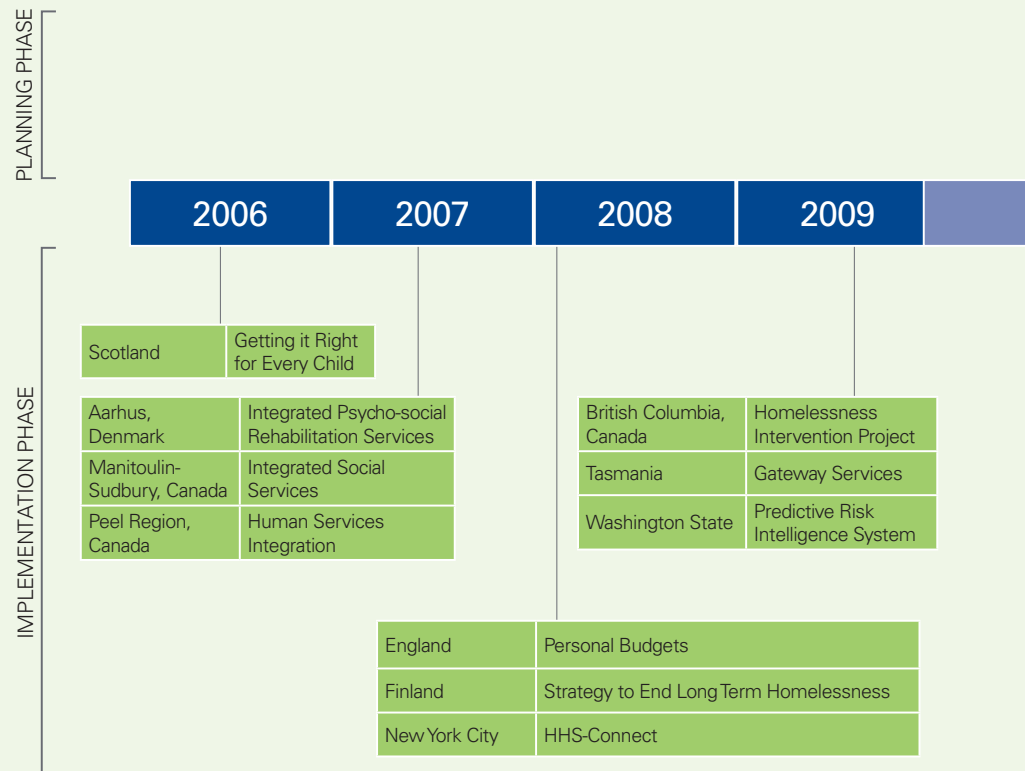 PLANNING PHASE
2006
2007
2008
2009
IMPLEMENTATION PHASE
Scotland
Getting it Right
for Every Child
Aarhus,
Denmark
Integrated Psycho-social
Rehabilitation Services
Manitoulin-
Sudbury, Canada
Integrated Social
Services
Peel Region,
Canada
Human Services
Integration
British Columbia,
Canada
Homelessness
Intervention Project
Tasmania
Gateway Services
Washington State
Predictive Risk
Intelligence System
England
Personal Budgets
Finland
Strategy to End Long Term Homelessness
New York City
HHS-Connect